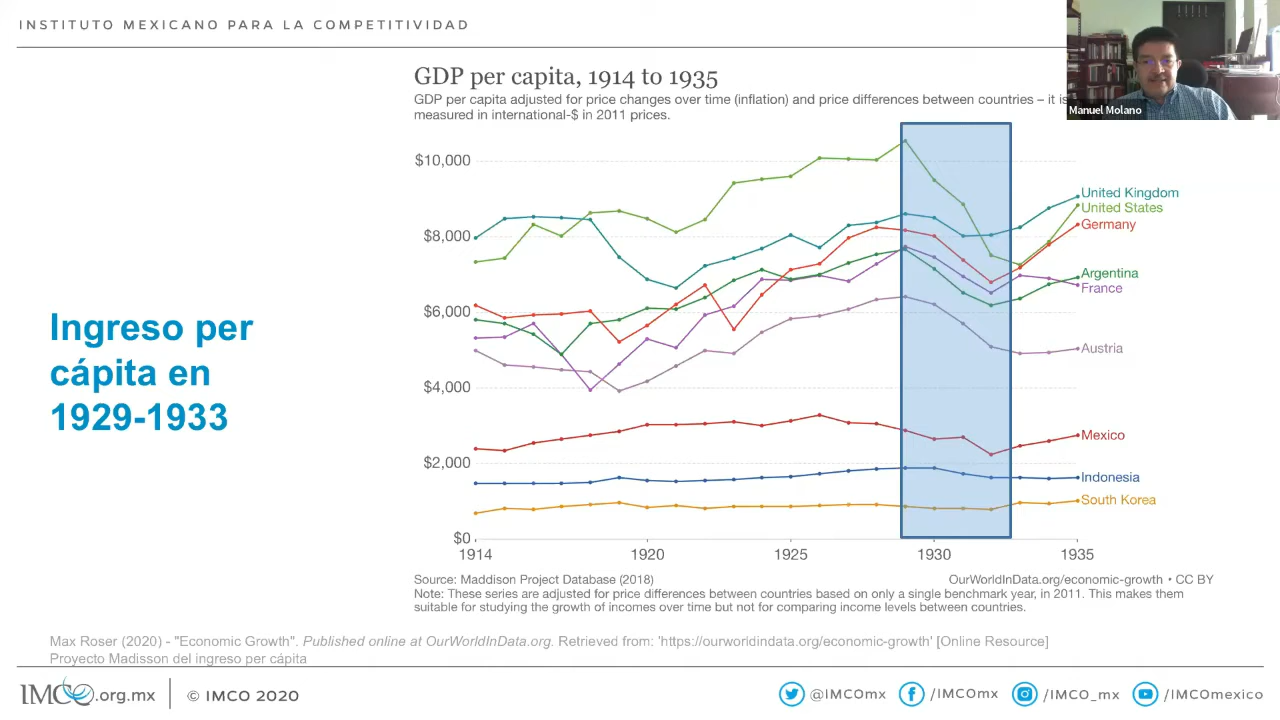 INSTITUTO MEXICANO PARA LA COMPETITIVIDAD
Manuel Molano
GDP per capita, 1914 to 1935
GDP per capita adjusted for price changes over time (inflation) and price differences between countries – it is
measured in international-$ in 2011 prices.
$10,000
$8,000
$6,000
$4,000
$2,000
$0
1914
1920
1925
1930
1935
United Kingdom
United States
Germany
Argentina
France
Austria
Mexico
Indonesia
South Korea
Ingreso per
cápita en
1929-1933
Source: Maddison Project Database (2018)
OurWorldInData.org/economic-growth • CC BY
Note: These series are adjusted for price differences between countries based on only a single benchmark year, in 2011. This makes them
suitable for studying the growth of incomes over time but not for comparing income levels between countries.
Max Roser (2020) - "Economic Growth". Published online at OurWorldInData.org. Retrieved from: 'https://ourworldindata.org/economic-growth' [Online Resource]
Proyecto Madisson del ingreso per cápita
IMCO.org.mx
© IMCO 2020
@IMCOmx
/IMCOmx
/IMCO_mx
/IMCOmexico